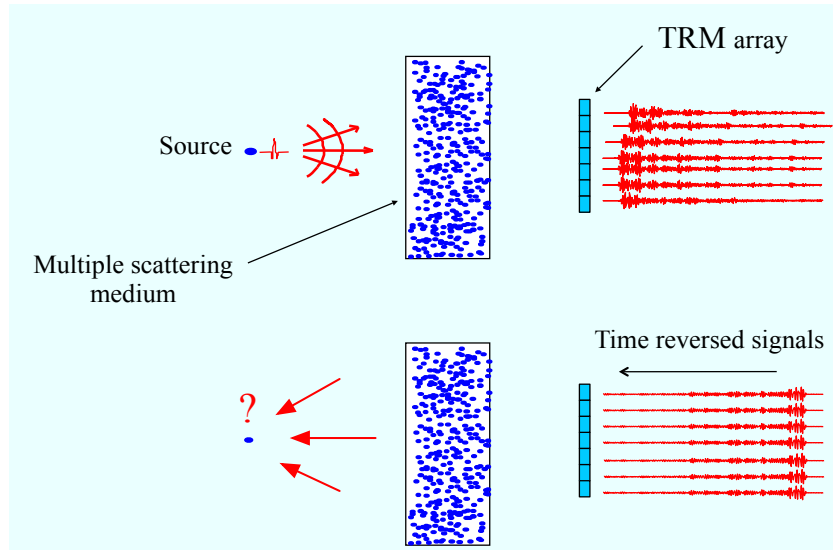 TRM array
Source
Multiple scattering
medium
Time reversed signals
?